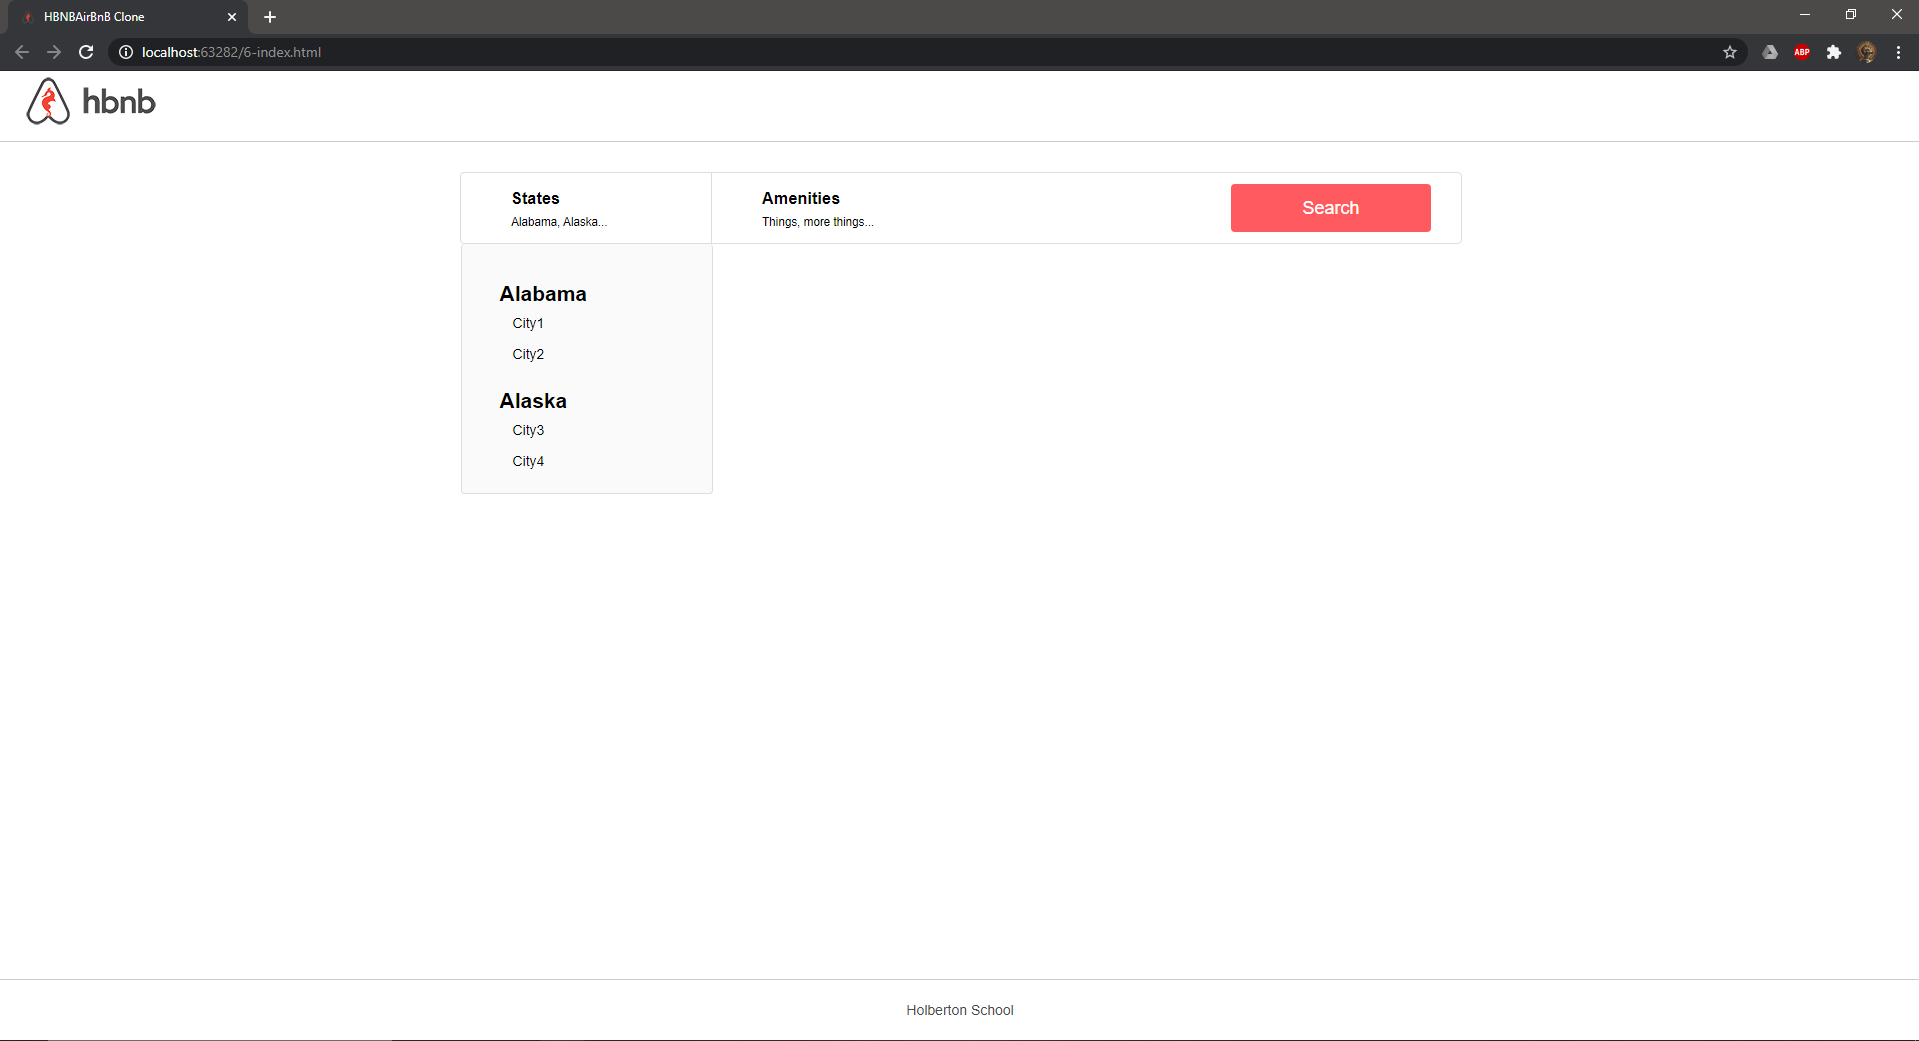 HBNBAirBnB Clone
localhost:63282/6-index.html
ABP
hbnb
States
Alabama, Alaska...
Amenities
Things, more things...
Search
Alabama
City1
City2
Alaska
City3
City4
Holberton School